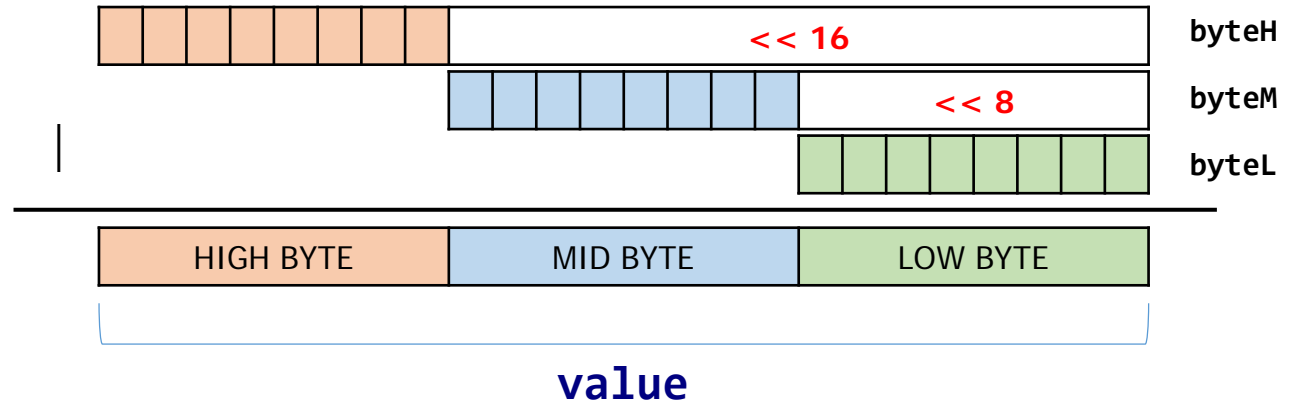 << 16 byteH
<< 8 byteM
| byteL
HIGH BYTE MID BYTE LOW BYTE
value